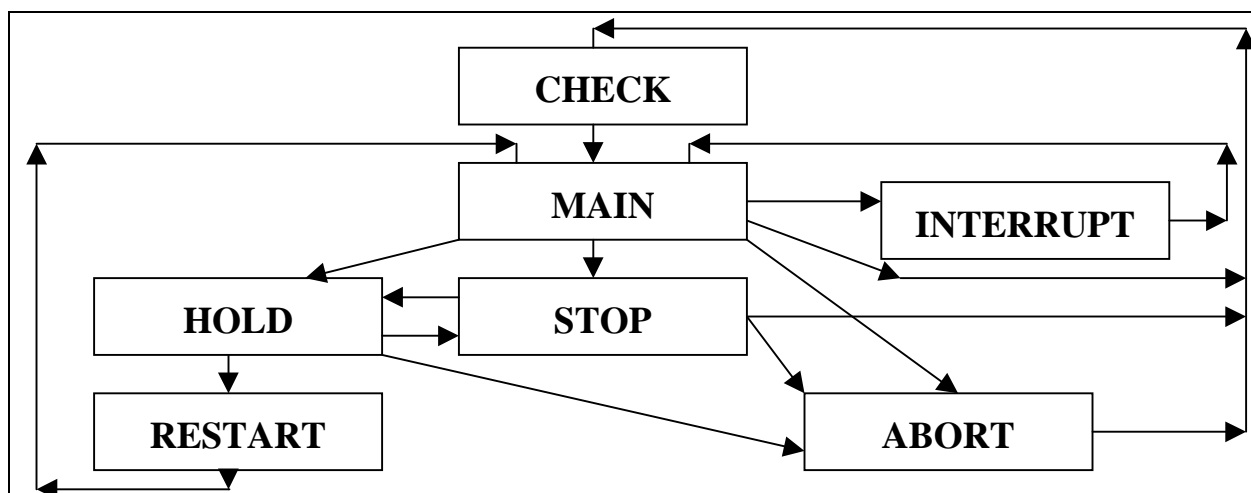 CHECK
MAIN
INTERRUPT
HOLD
STOP
RESTART
ABORT